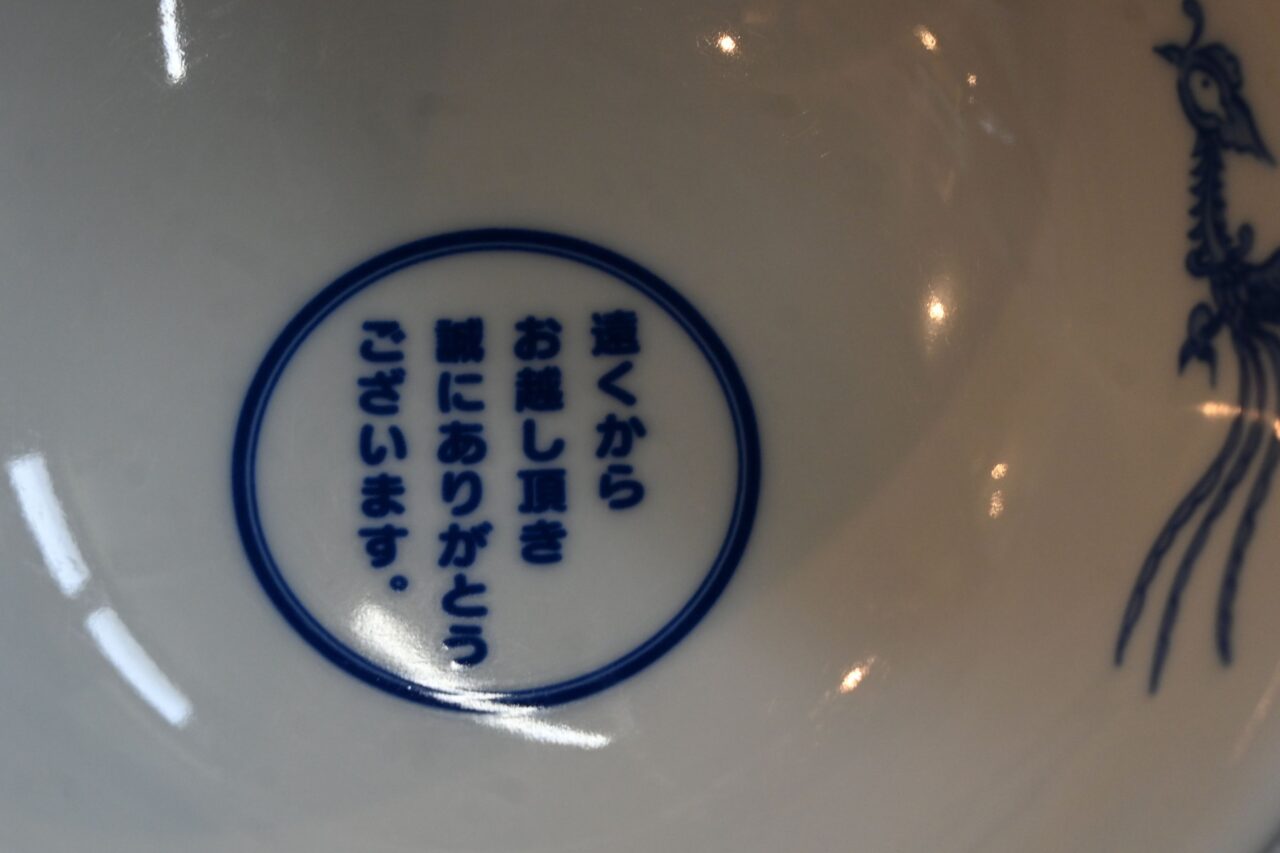 遠くから
お越し頂き
誠にありがとう
ございます。